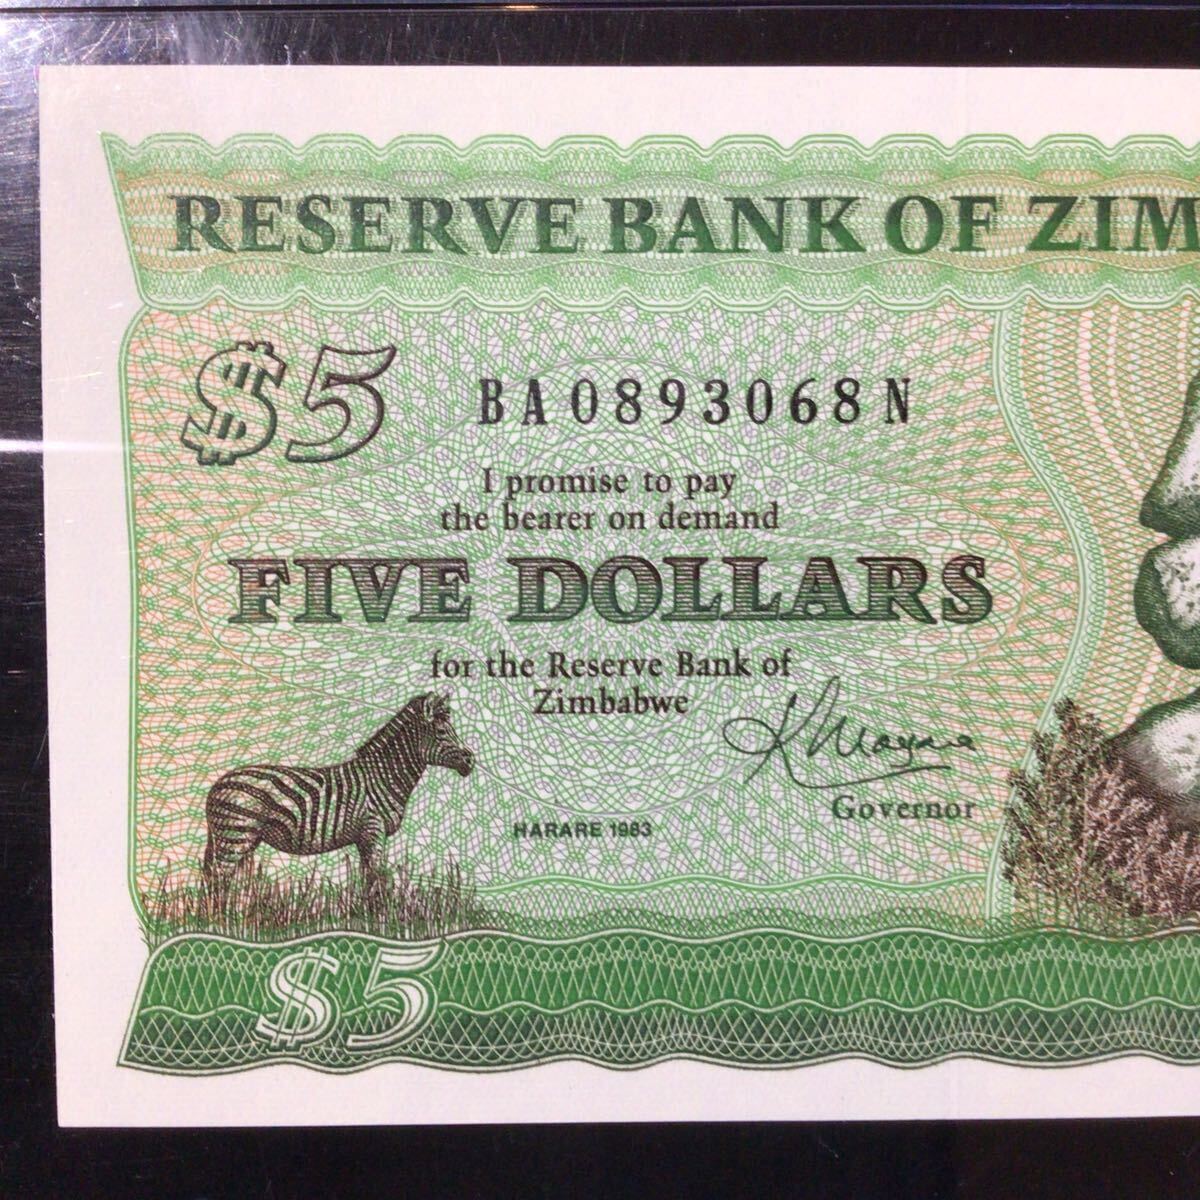 RESERVE BANK OF ZIM
$5
BA0893068N
I promise to pay
the bearer on demand
FIVE DOLLARS
for the Reserve Bank of
Zimbabwe
Governor
HARARE 1983
$5